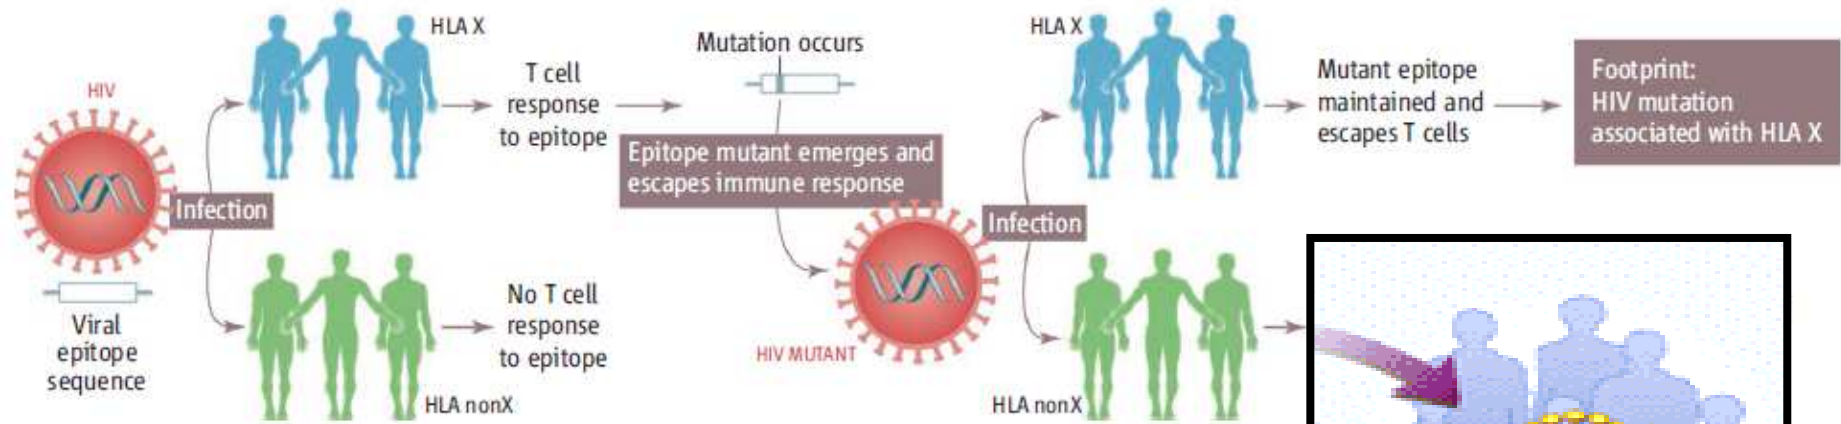 HIV
Viral
epitope
sequence
Infection
HLA X
T cell
response
to epitope
HLA nonX
No T cell
response
to epitope
Mutation occurs
Epitope mutant emerges and
escapes immune response
HIV MUTANT
Infection
HLA X
Mutant epitope
maintained and
escapes T cells
Footprint:
HIV mutation
associated with HLA X
HLA nonX